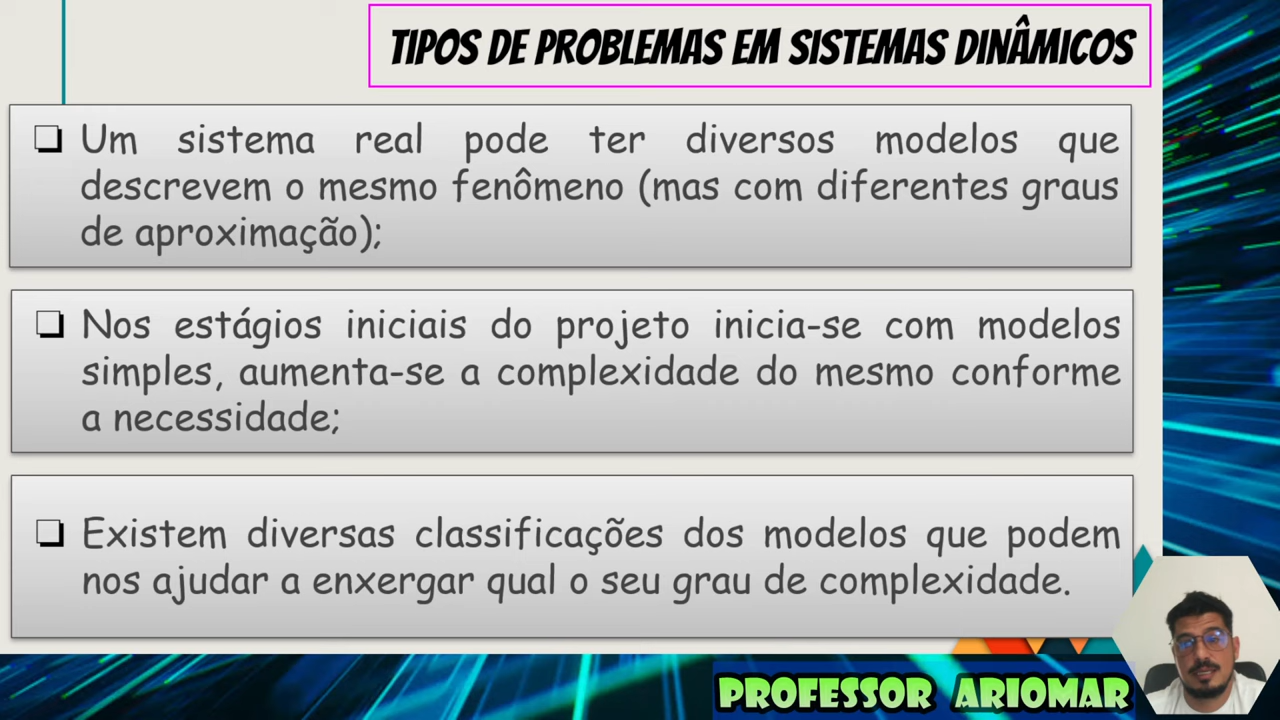 TIPOS DE PROBLEMAS EM SISTEMAS DINÂMICOS
❏ Um sistema real pode ter diversos modelos que
descrevem o mesmo fenômeno (mas com diferentes graus
de aproximação);
❏ Nos estágios iniciais do projeto inicia-se com modelos
simples, aumenta-se a complexidade do mesmo conforme
a necessidade;
❏ Existem diversas classificações dos modelos que podem
nos ajudar a enxergar qual o seu grau de complexidade.
PROFESSOR ARIOMAR